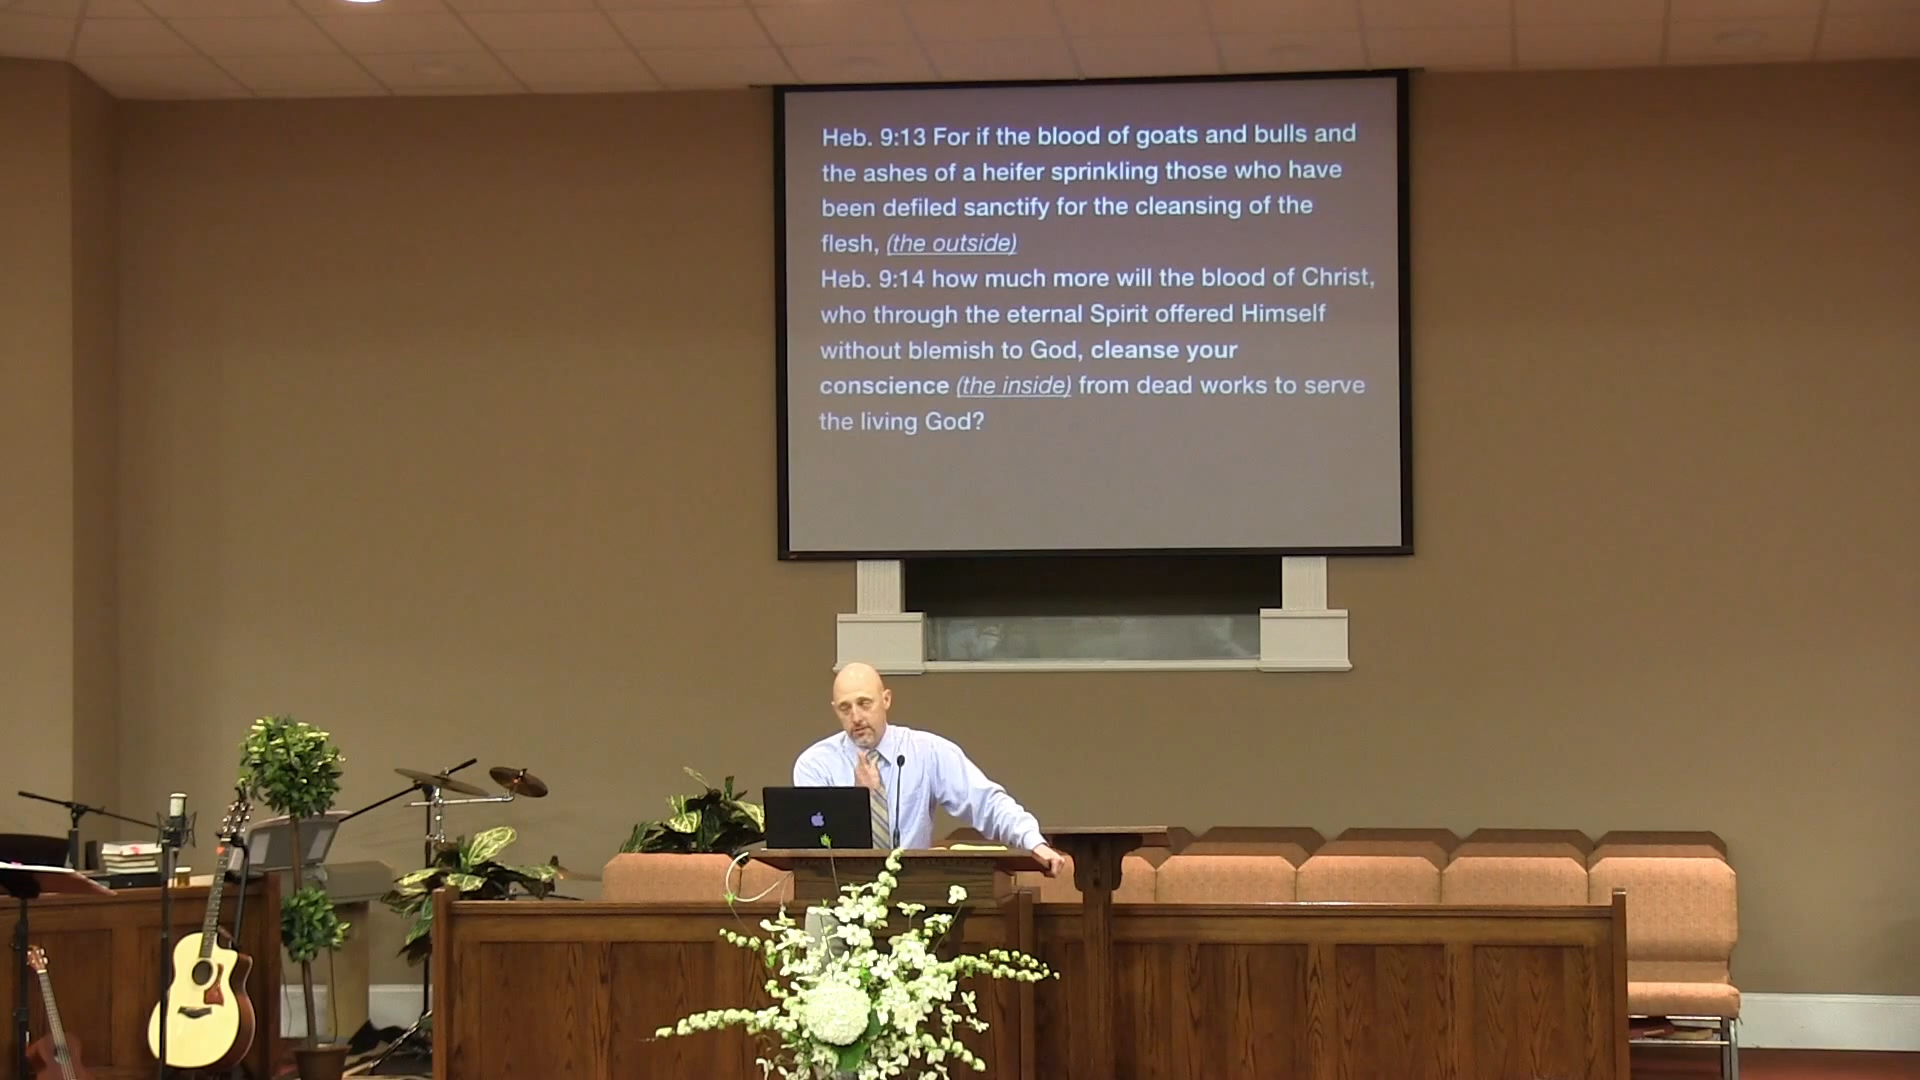 Heb. 9:13 For if the blood of goats and bulls and
the ashes of a heifer sprinkling those who have
been defiled sanctify for the cleansing of the
flesh, (the outside)
Heb. 9:14 how much more will the blood of Christ,
who through the eternal Spirit offered Himself
without blemish to God, cleanse your
conscience (the inside) from dead works to serve
the living God?